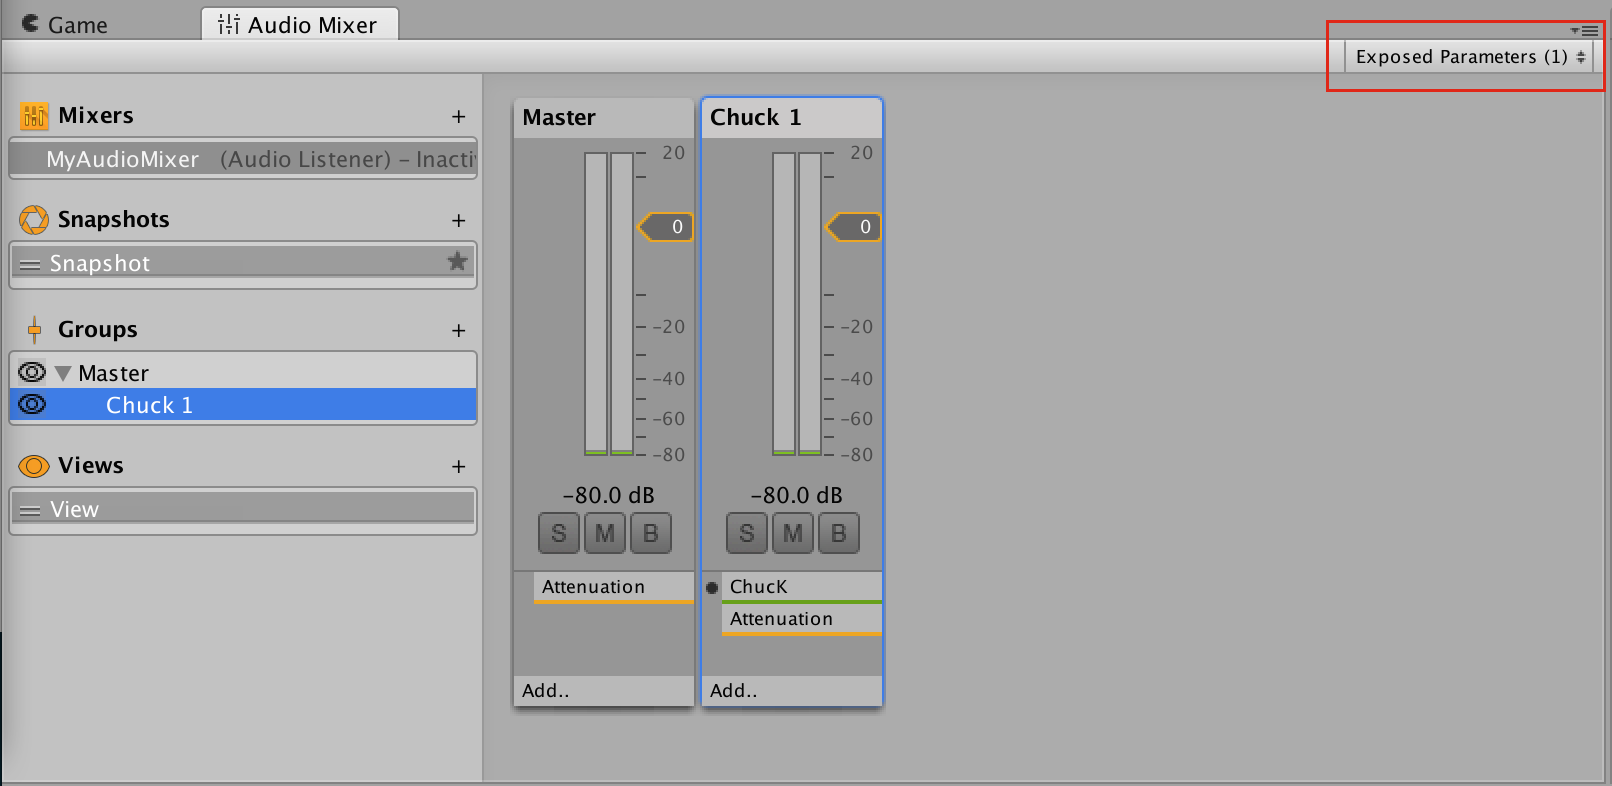 Game
Audio Mixer
Exposed Parameters (1)
Mixers +
MyAudioMixer (Audio Listener) – Inacti
Snapshots +
Snapshot
Groups +
Master
Chuck 1
Views +
View
Master
20
0
–20
–40
–60
–80
–80.0 dB
S M B
Attenuation
Add..
Chuck 1
20
0
–20
–40
–60
–80
–80.0 dB
S M B
ChucK
Attenuation
Add..